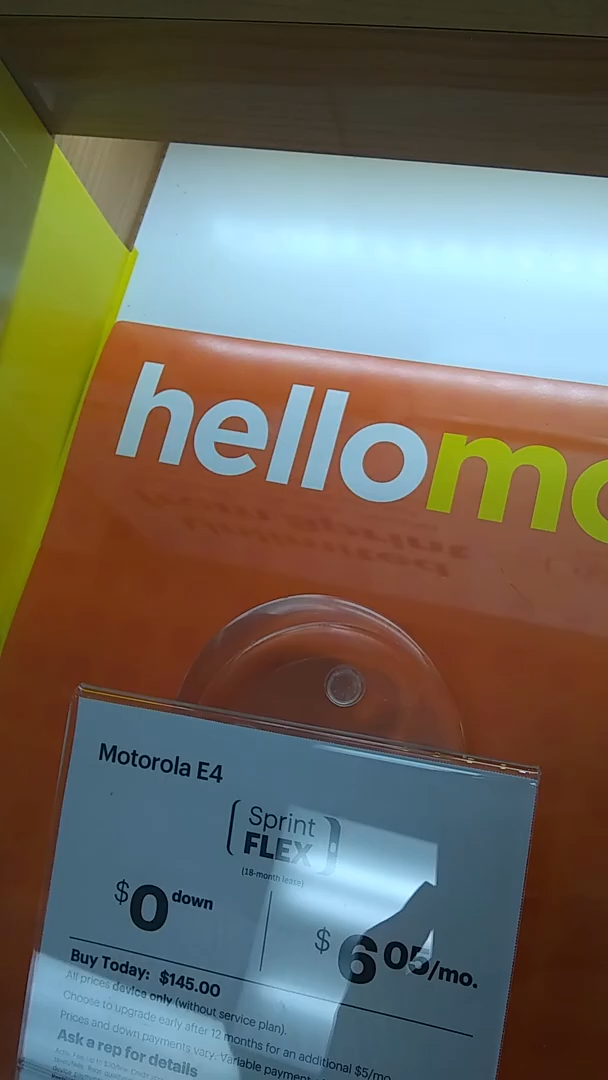 hellomo
Motorola E4
Sprint
FLEX
(18-month lease)
$0 down
$605/mo.
Buy Today: $145.00
All prices device only (without service plan).
Choose to upgrade early after 12 months for an additional $5/mo
Prices and down payments vary. Variable payment
Ask a rep for details